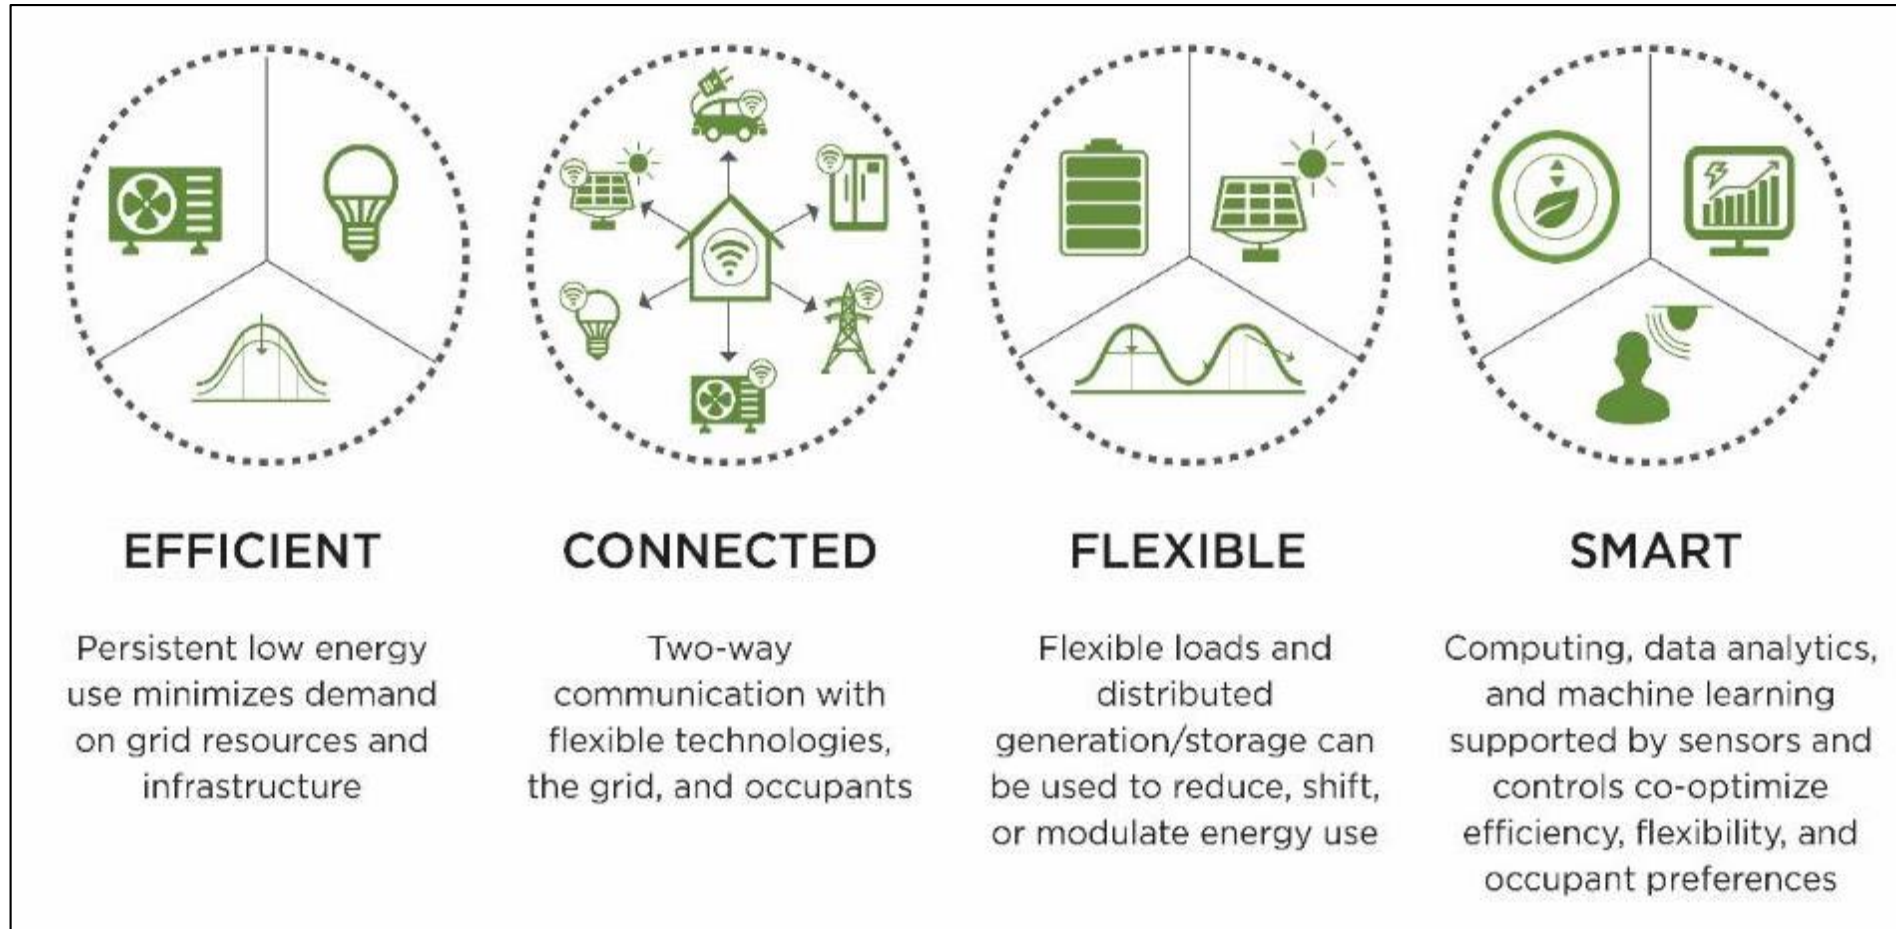 EFFICIENT
Persistent low energy
use minimizes demand
on grid resources and
infrastructure
CONNECTED
Two-way
communication with
flexible technologies,
the grid, and occupants
FLEXIBLE
Flexible loads and
distributed
generation/storage can
be used to reduce, shift,
or modulate energy use
SMART
Computing, data analytics,
and machine learning
supported by sensors and
controls co-optimize
efficiency, flexibility, and
occupant preferences